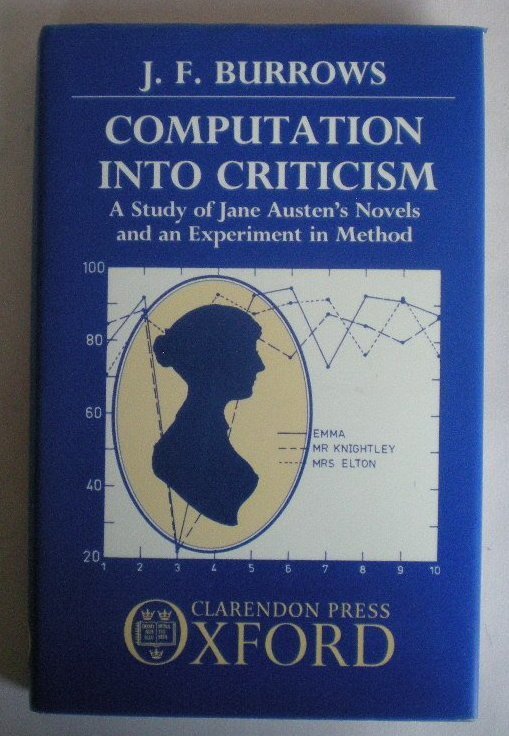 J. F. BURROWS
COMPUTATION
INTO CRITICISM
A Study of Jane Austen's Novels
and an Experiment in Method
100
80
60
40
20
EMMA
MR KNIGHTLEY
MRS ELTON
1 2 3 4 5 6 7 8 9 10
CLARENDON PRESS
OXFORD